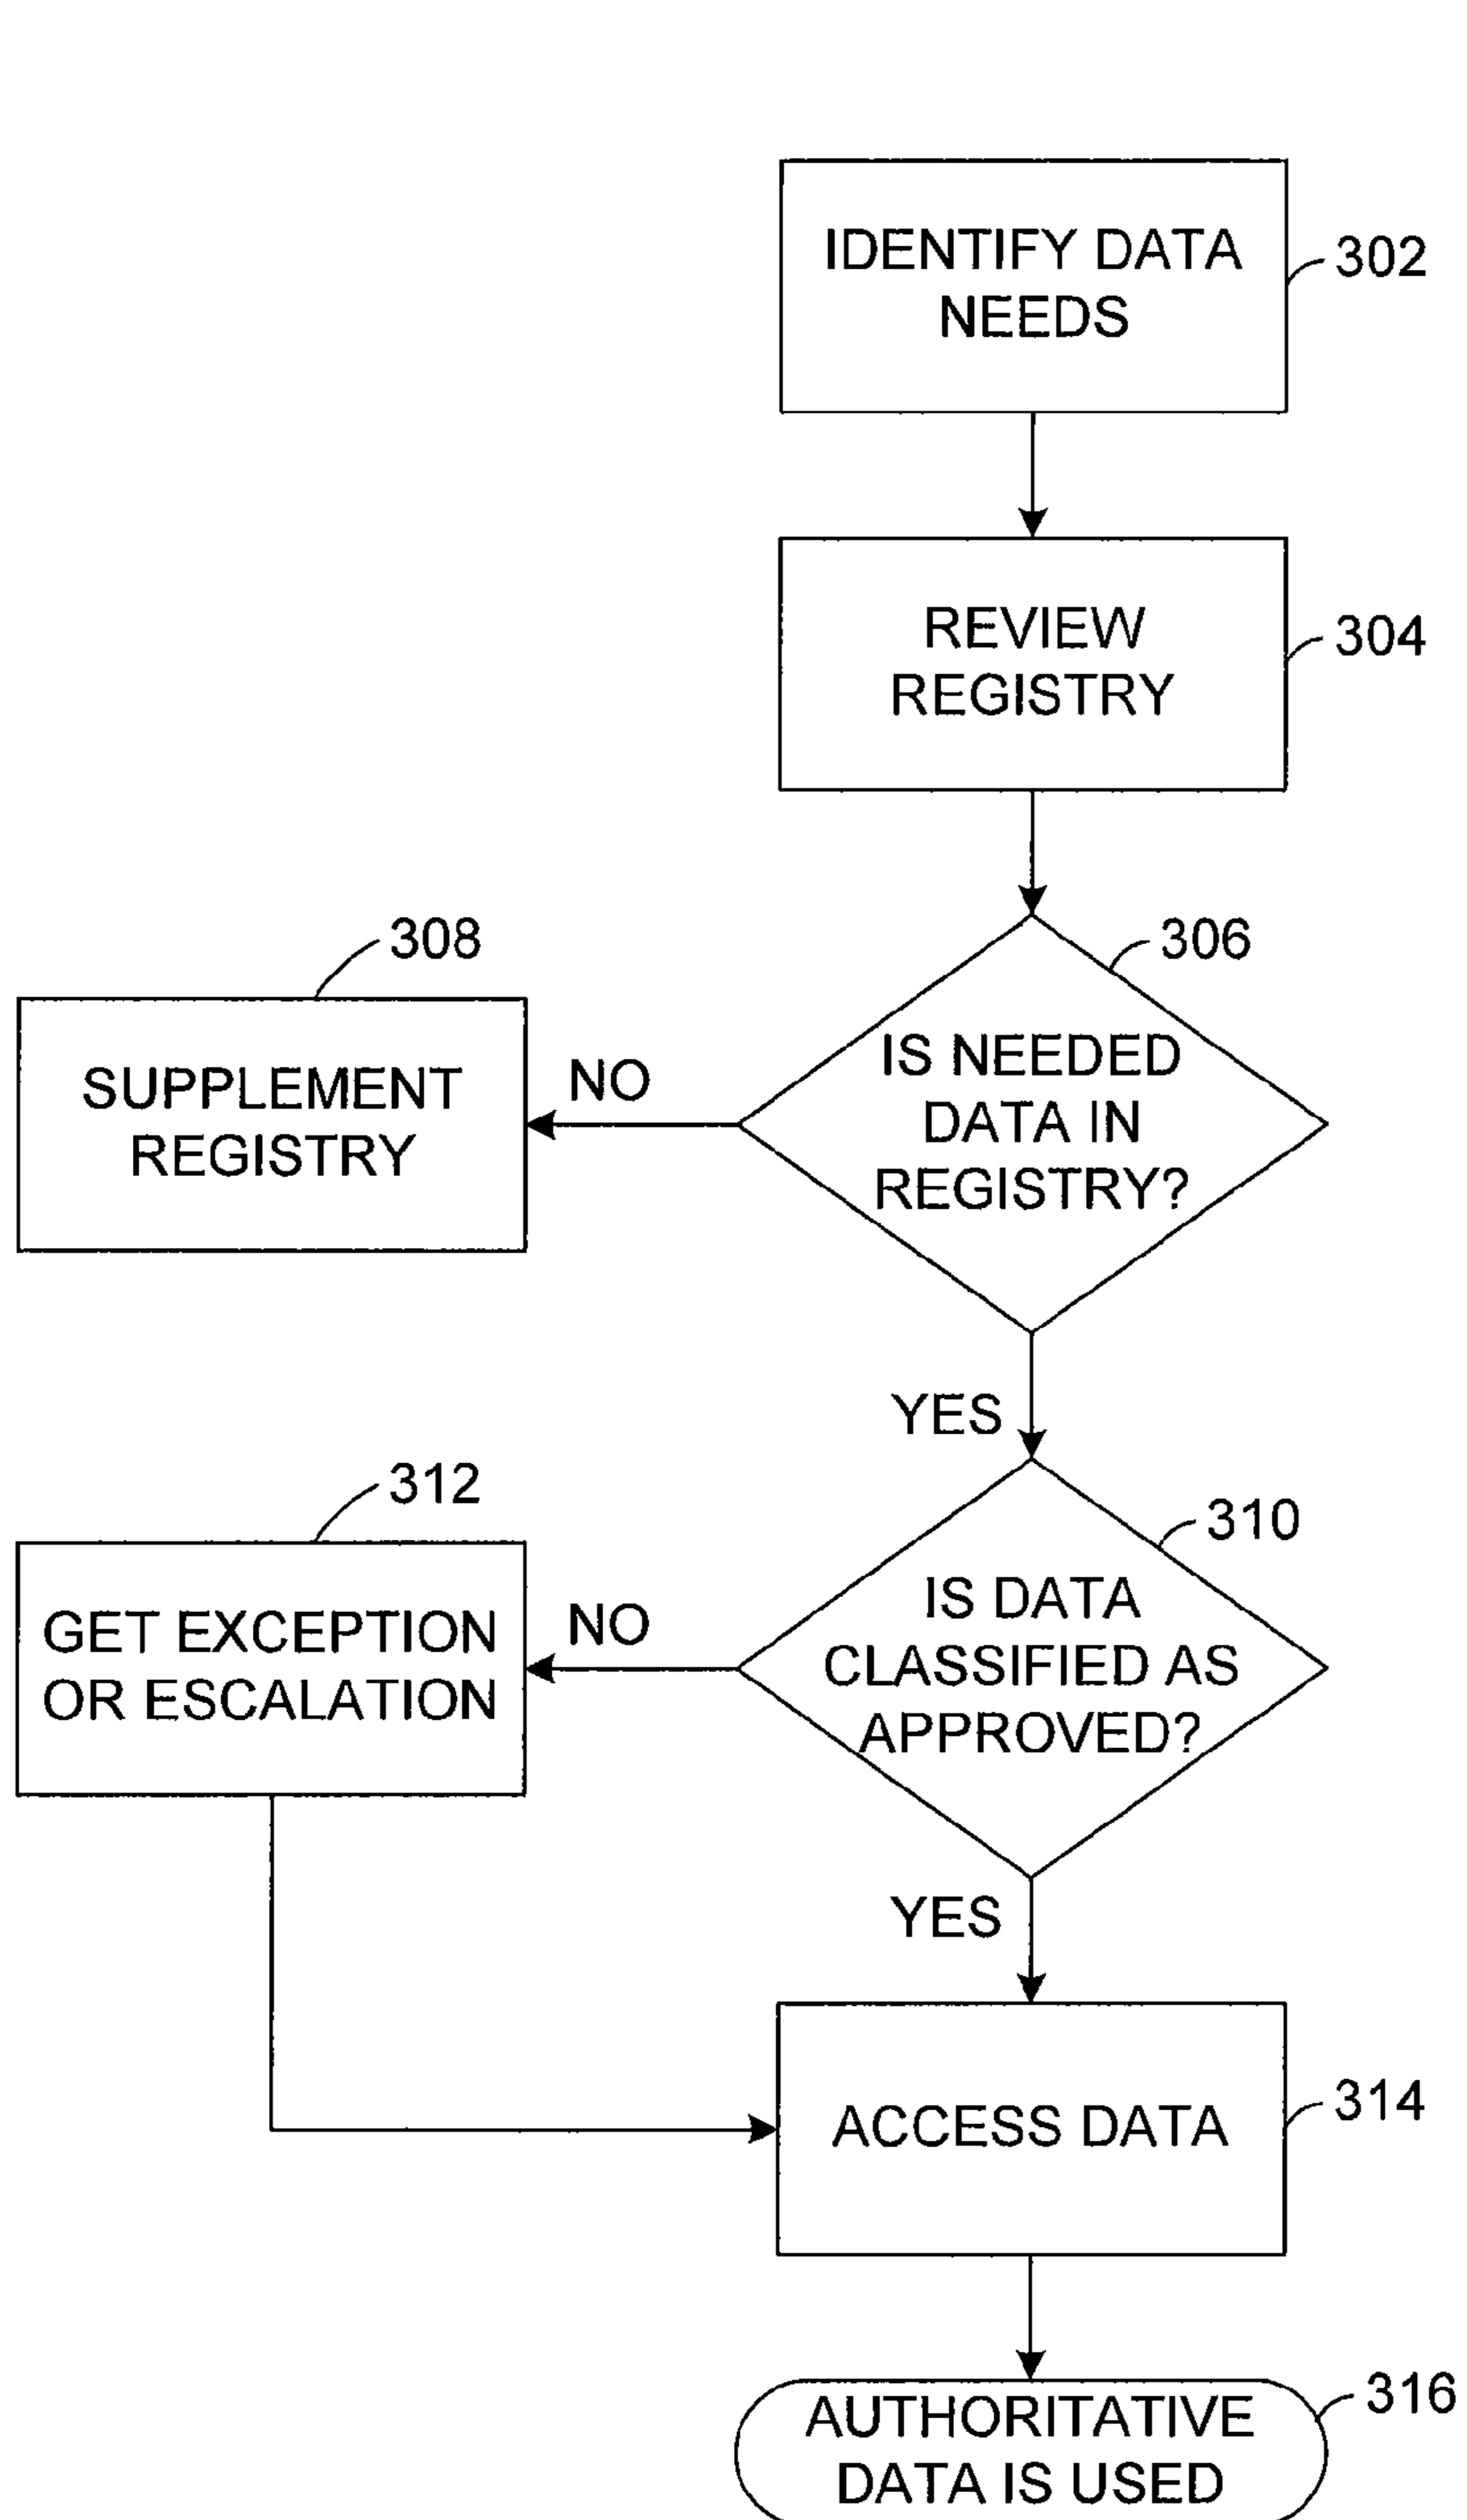 IDENTIFY DATA
NEEDS
302
REVIEW
REGISTRY
304
308
306
SUPPLEMENT
REGISTRY
NO
IS NEEDED
DATA IN
REGISTRY?
YES
312
310
GET EXCEPTION
OR ESCALATION
NO
IS DATA
CLASSIFIED AS
APPROVED?
YES
ACCESS DATA
314
AUTHORITATIVE
DATA IS USED
316